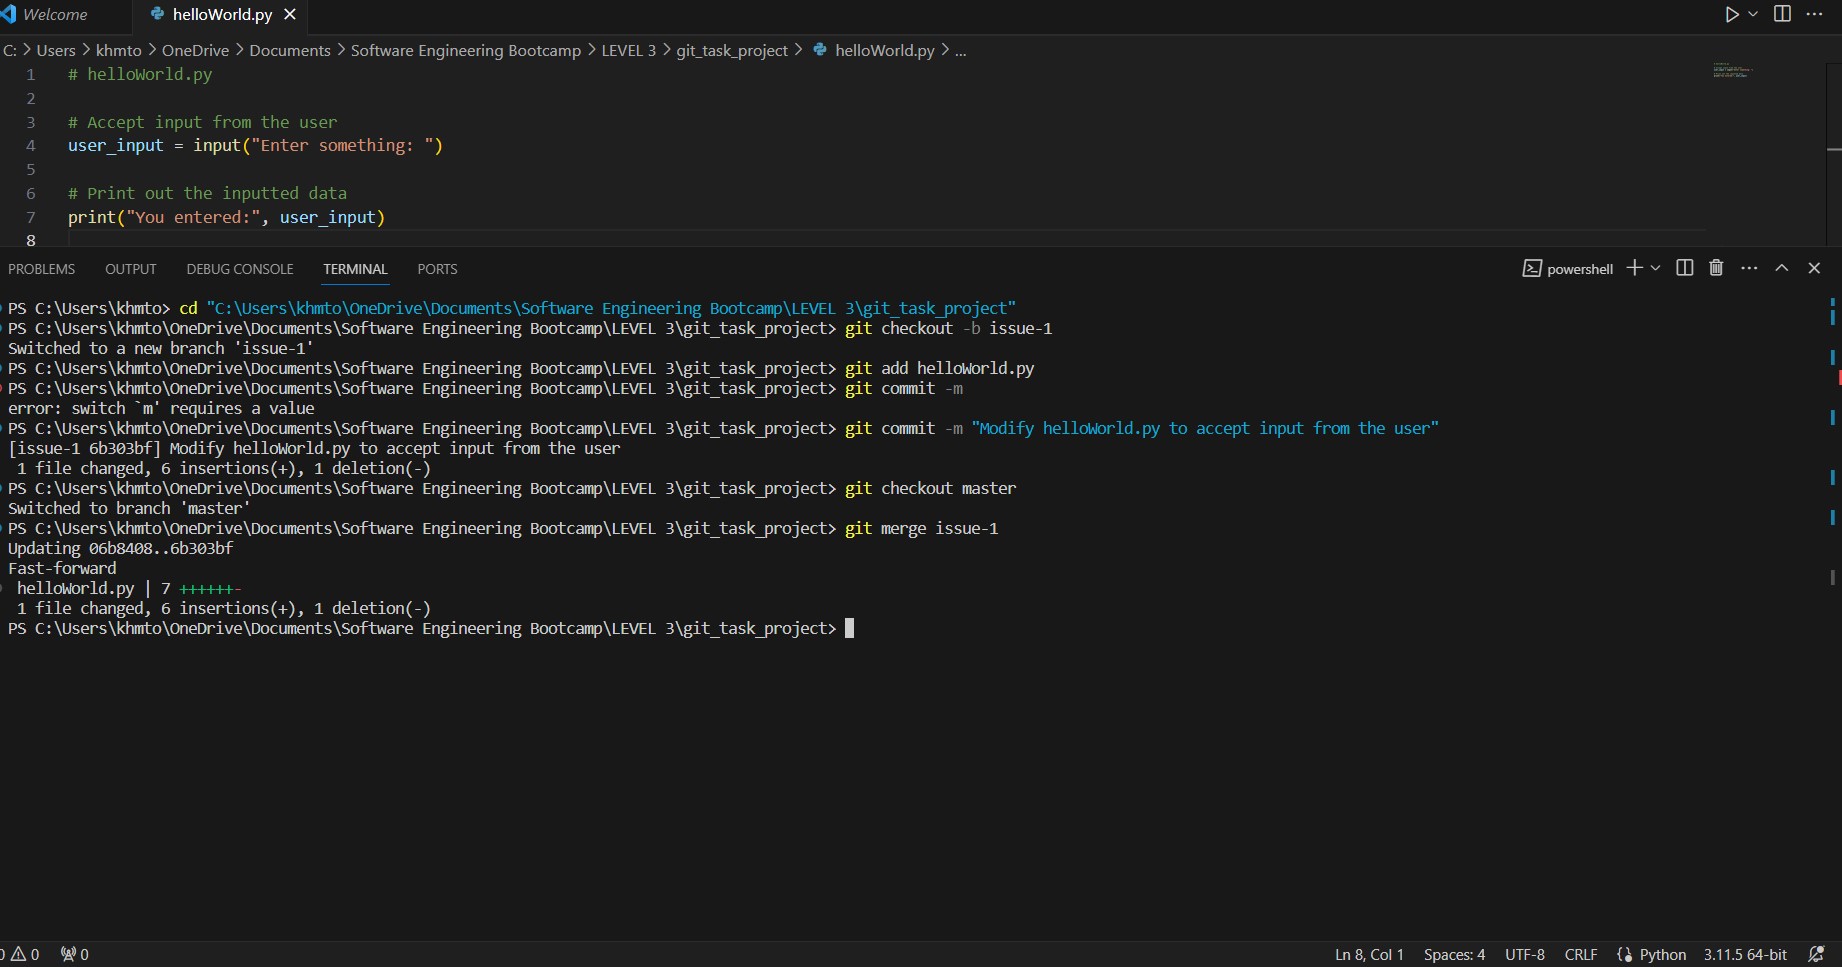 Welcome helloWorld.py
C: > Users > khmto > OneDrive > Documents > Software Engineering Bootcamp > LEVEL 3 > git_task_project > helloWorld.py > ...
1 # helloWorld.py
2
3 # Accept input from the user
4 user_input = input("Enter something: ")
5
6 # Print out the inputted data
7 print("You entered:", user_input)
8
PROBLEMS OUTPUT DEBUG CONSOLE TERMINAL PORTS powershell
PS C:\Users\khmto> cd "C:\Users\khmto\OneDrive\Documents\Software Engineering Bootcamp\LEVEL 3\git_task_project"
PS C:\Users\khmto\OneDrive\Documents\Software Engineering Bootcamp\LEVEL 3\git_task_project> git checkout -b issue-1
Switched to a new branch 'issue-1'
PS C:\Users\khmto\OneDrive\Documents\Software Engineering Bootcamp\LEVEL 3\git_task_project> git add helloWorld.py
PS C:\Users\khmto\OneDrive\Documents\Software Engineering Bootcamp\LEVEL 3\git_task_project> git commit -m
error: switch `m' requires a value
PS C:\Users\khmto\OneDrive\Documents\Software Engineering Bootcamp\LEVEL 3\git_task_project> git commit -m "Modify helloWorld.py to accept input from the user"
[issue-1 6b303bf] Modify helloWorld.py to accept input from the user
1 file changed, 6 insertions(+), 1 deletion(-)
PS C:\Users\khmto\OneDrive\Documents\Software Engineering Bootcamp\LEVEL 3\git_task_project> git checkout master
Switched to branch 'master'
PS C:\Users\khmto\OneDrive\Documents\Software Engineering Bootcamp\LEVEL 3\git_task_project> git merge issue-1
Updating 06b8408..6b303bf
Fast-forward
helloWorld.py | 7 ++++++-
1 file changed, 6 insertions(+), 1 deletion(-)
PS C:\Users\khmto\OneDrive\Documents\Software Engineering Bootcamp\LEVEL 3\git_task_project>
0 0 Ln 8, Col 1 Spaces: 4 UTF-8 CRLF Python 3.11.5 64-bit